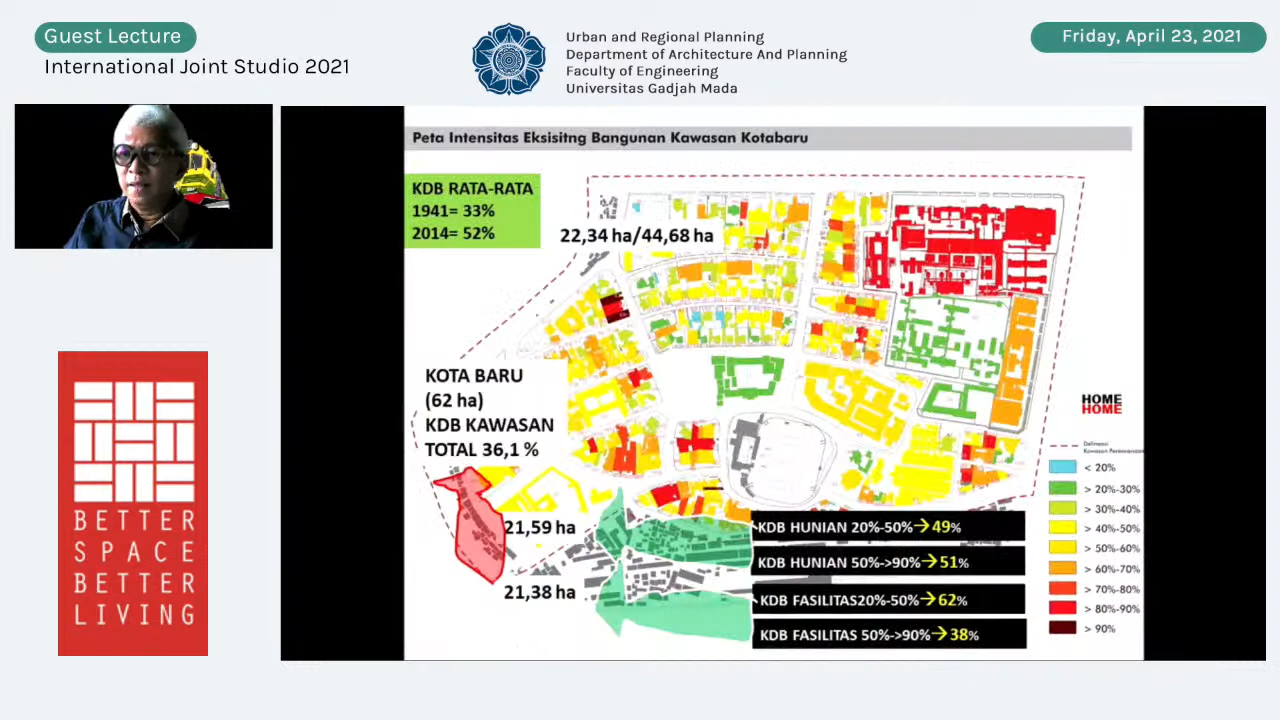 Guest Lecture
International Joint Studio 2021
Urban and Regional Planning
Department of Architecture And Planning
Faculty of Engineering
Universitas Gadjah Mada
Friday, April 23, 2021
Peta Intensitas Eksisitng Bangunan Kawasan Kotabaru
KDB RATA-RATA
1941= 33%
2014= 52%
22,34 ha/44,68 ha
KOTA BARU
(62 ha)
KDB KAWASAN
TOTAL 36,1 %
21,59 ha
21,38 ha
KDB HUNIAN 20%-50%→49%
KDB HUNIAN 50%->90%→51%
KDB FASILITAS20%-50%→62%
KDB FASILITAS 50%->90%→38%
HOME
HOME
Delineasi
Kawasan
< 20%
> 20%-30%
> 30%-40%
> 40%-50%
> 50%-60%
> 60%-70%
> 70%-80%
> 80%-90%
> 90%
BETTER
SPACE
BETTER
LIVING